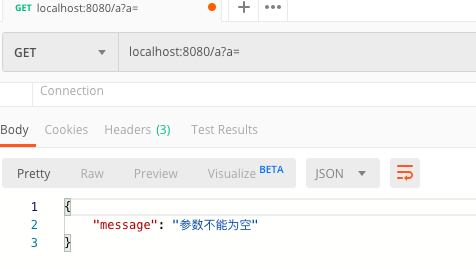 GET localhost:8080/a?a=
GET localhost:8080/a?a=
Connection
Body Cookies Headers (3) Test Results
Pretty Raw Preview Visualize BETA JSON
1 {
2 "message": "参数不能为空"
3 }